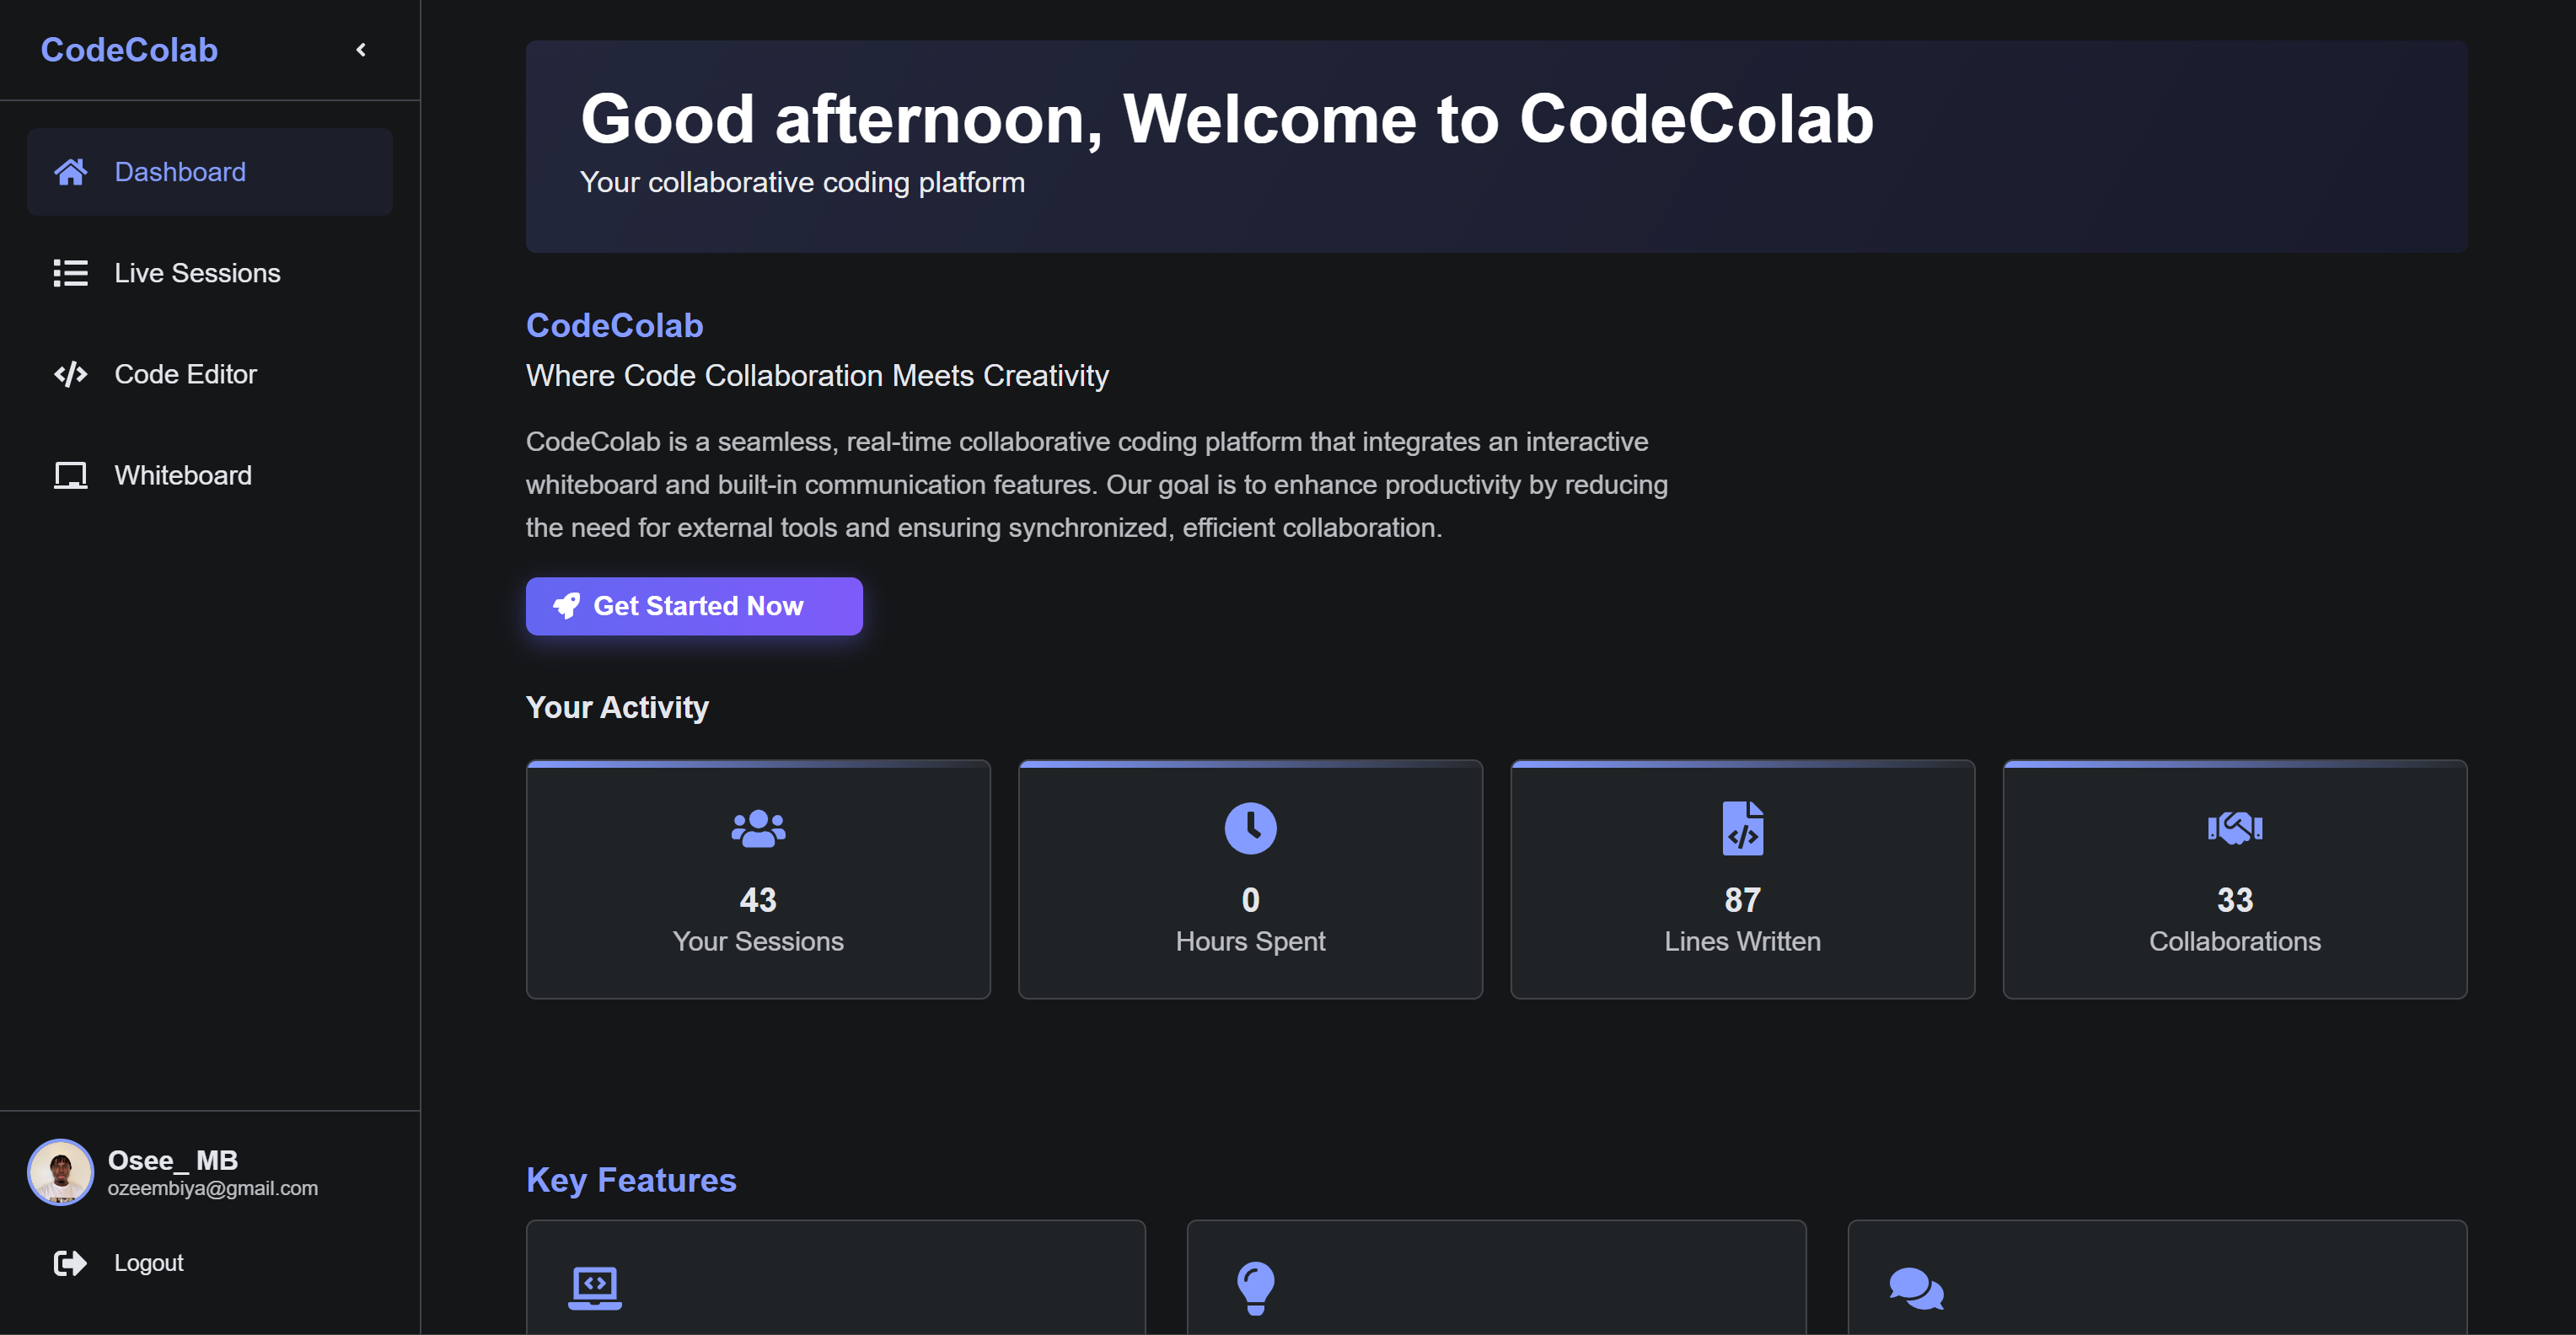 CodeColab
Dashboard
Live Sessions
Code Editor
Whiteboard
Osee_ MB
ozeembiya@gmail.com
Logout
Good afternoon, Welcome to CodeColab
Your collaborative coding platform
CodeColab
Where Code Collaboration Meets Creativity
CodeColab is a seamless, real-time collaborative coding platform that integrates an interactive
whiteboard and built-in communication features. Our goal is to enhance productivity by reducing
the need for external tools and ensuring synchronized, efficient collaboration.
Get Started Now
Your Activity
43
Your Sessions
0
Hours Spent
87
Lines Written
33
Collaborations
Key Features